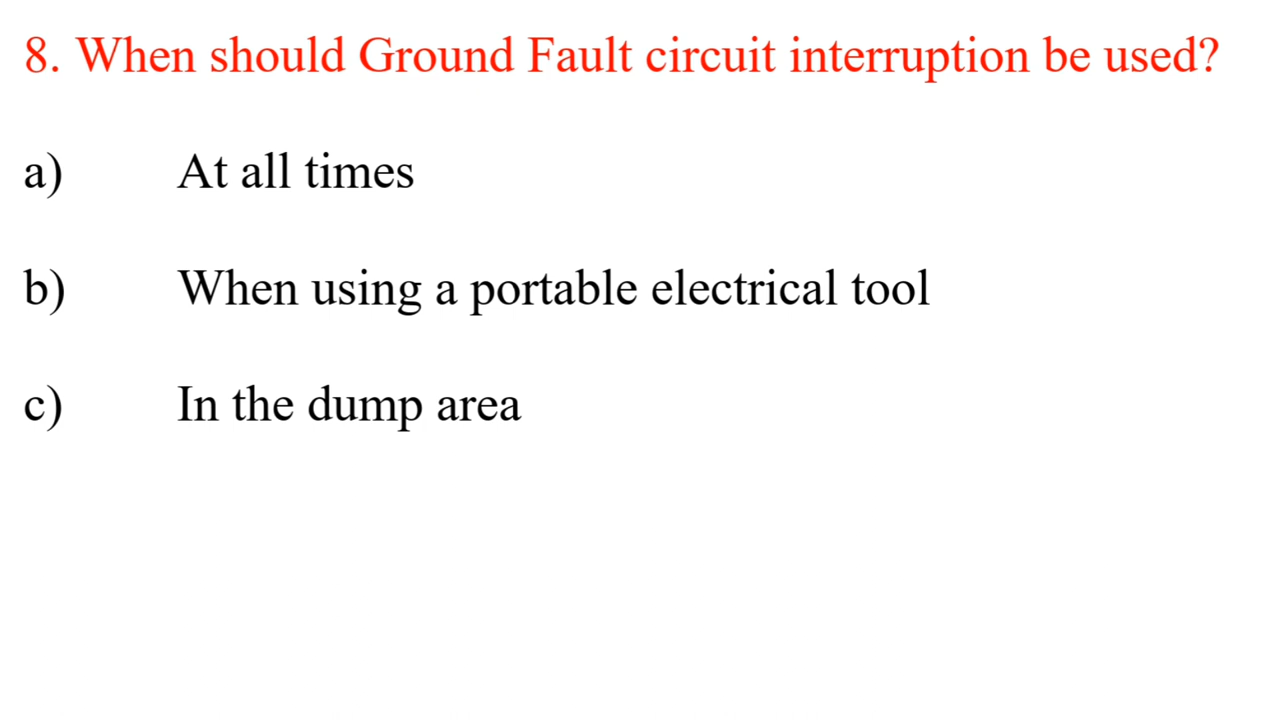 8. When should Ground Fault circuit interruption be used?
a) At all times
b) When using a portable electrical tool
c) In the dump area